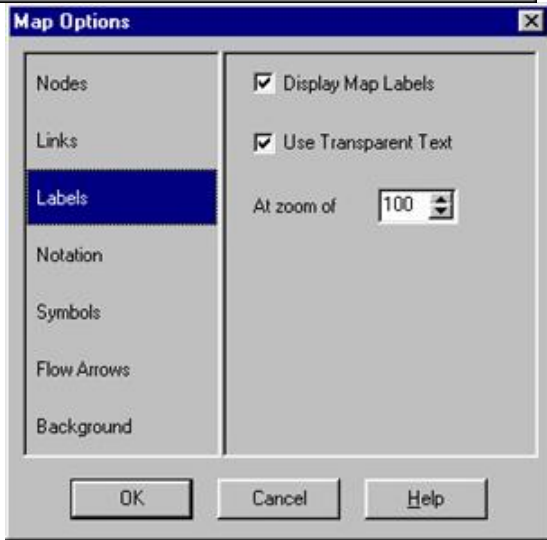 Map Options
Nodes
Links
Labels
Notation
Symbols
Flow Arrows
Background
Display Map Labels
Use Transparent Text
At zoom of 100
OK Cancel Help